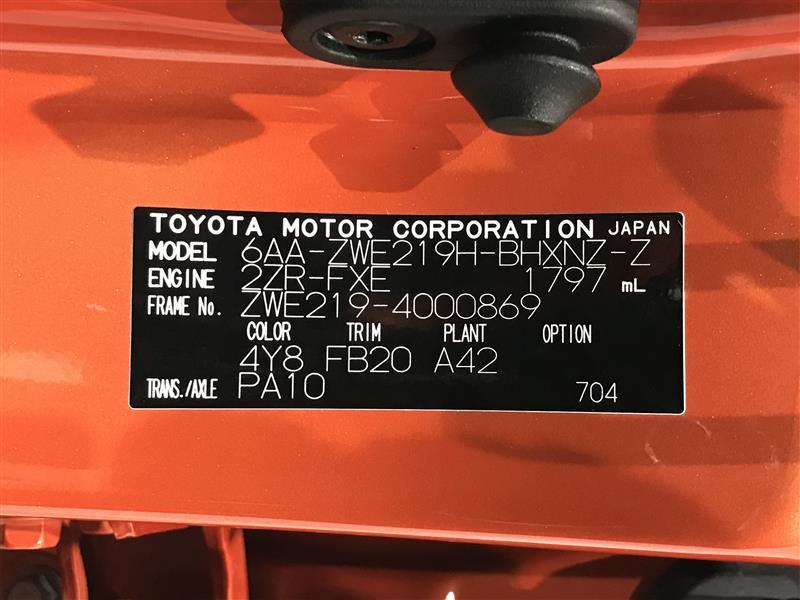 TOYOTA MOTOR CORPORATION JAPAN
MODEL 6AA-ZWE219H-BHXNZ-Z
ENGINE 2ZR-FXE 1797 mL
FRAME No. ZWE219-4000869
COLOR TRIM PLANT OPTION
4Y8 FB20 A42
TRANS./AXLE PA10 704